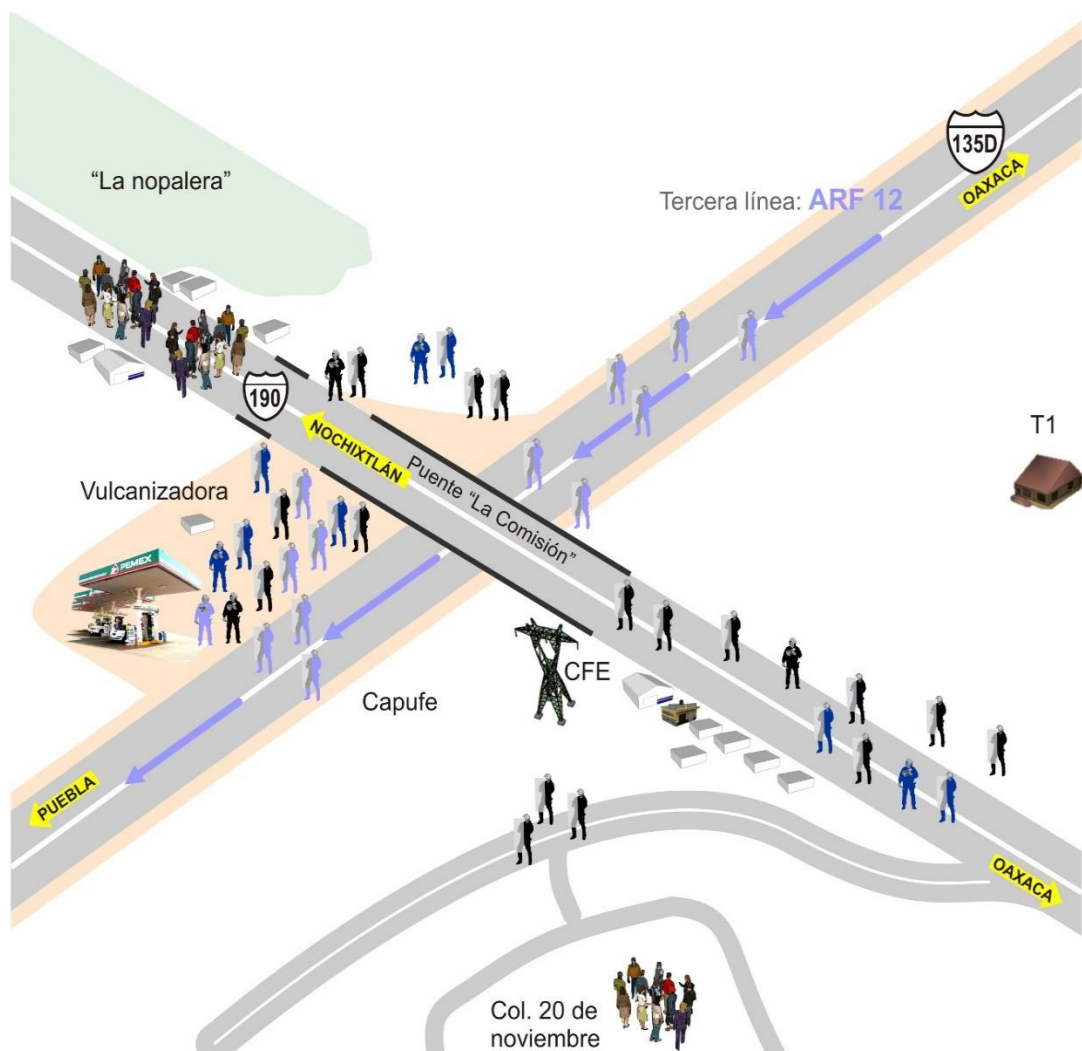 135D
OAXACA
“La nopalera”
Tercera línea: ARF 12
190
NOCHIXTLÁN
T1
Puente “La Comisión”
Vulcanizadora
PEMEX
CFE
Capufe
PUEBLA
OAXACA
Col. 20 de
noviembre